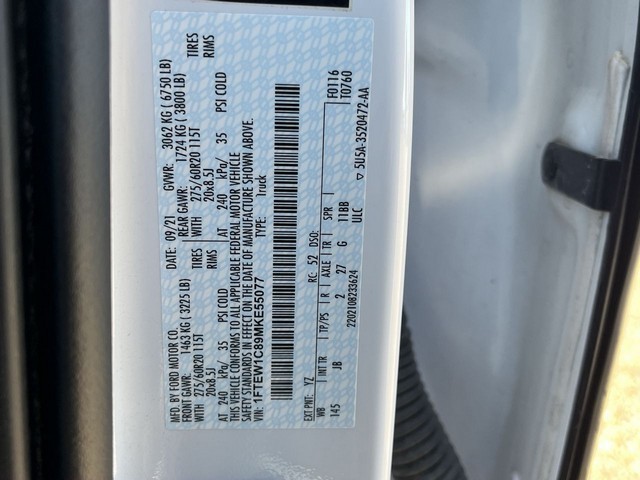 MFD. BY FORD MOTOR CO.
DATE: 09/21 GVWR: 3062 KG ( 6750 LB)
FRONT GAWR: 1463 KG ( 3225 LB) REAR GAWR: 1724 KG ( 3800 LB)
WITH 275/60R20 115T TIRES WITH 275/60R20 115T TIRES
20x8.5J RIMS 20x8.5J RIMS
AT 240 kPa/ 35 PSI COLD AT 240 kPa/ 35 PSI COLD
THIS VEHICLE CONFORMS TO ALL APPLICABLE FEDERAL MOTOR VEHICLE
SAFETY STANDARDS IN EFFECT ON THE DATE OF MANUFACTURE SHOWN ABOVE.
VIN: 1FTEW1C89MKE55077 TYPE: Truck
EXT PNT: YZ RC: 52 DSO: F0116
T0760
WB INT TR TP/PS R AXLE TR SPR
145 JB 2 27 G 11BB
ULC ▽ 5U5A-3520472-AA
2202108233624